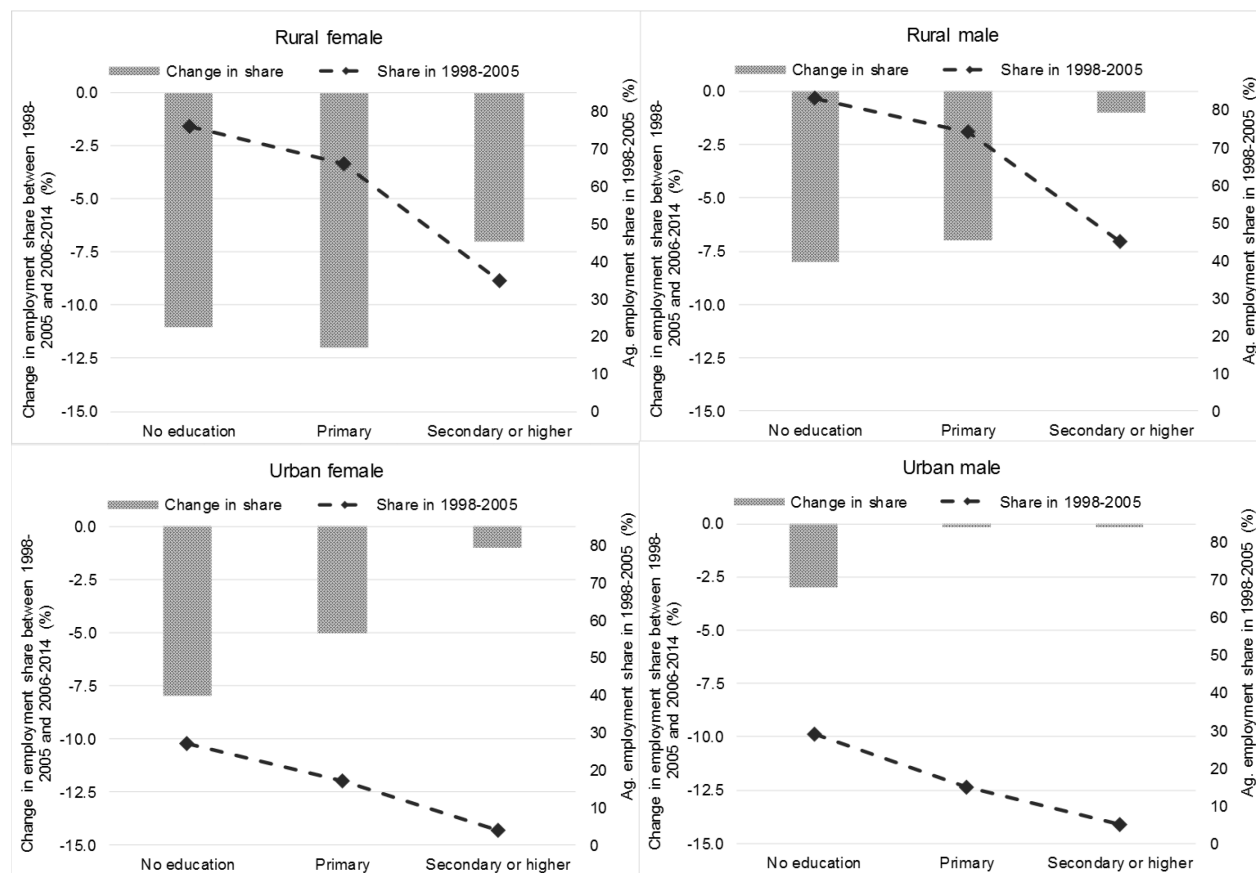 Rural female
Change in share
Share in 1998-2005
0.0
-2.5
-5.0
-7.5
-10.0
-12.5
-15.0
Change in employment share between 1998-
2005 and 2006-2014 (%)
80
70
60
50
40
30
20
10
0
Ag. employment share in 1998-2005 (%)
No education
Primary
Secondary or higher
Rural male
Change in share
Share in 1998-2005
0.0
-2.5
-5.0
-7.5
-10.0
-12.5
-15.0
Change in employment share between 1998-
2005 and 2006-2014 (%)
80
70
60
50
40
30
20
10
0
Ag. employment share in 1998-2005 (%)
No education
Primary
Secondary or higher
Urban female
Change in share
Share in 1998-2005
0.0
-2.5
-5.0
-7.5
-10.0
-12.5
-15.0
Change in employment share between 1998-
2005 and 2006-2014 (%)
80
70
60
50
40
30
20
10
0
Ag. employment share in 1998-2005 (%)
No education
Primary
Secondary or higher
Urban male
Change in share
Share in 1998-2005
0.0
-2.5
-5.0
-7.5
-10.0
-12.5
-15.0
Change in employment share between 1998-
2005 and 2006-2014 (%)
80
70
60
50
40
30
20
10
0
Ag. employment share in 1998-2005 (%)
No education
Primary
Secondary or higher